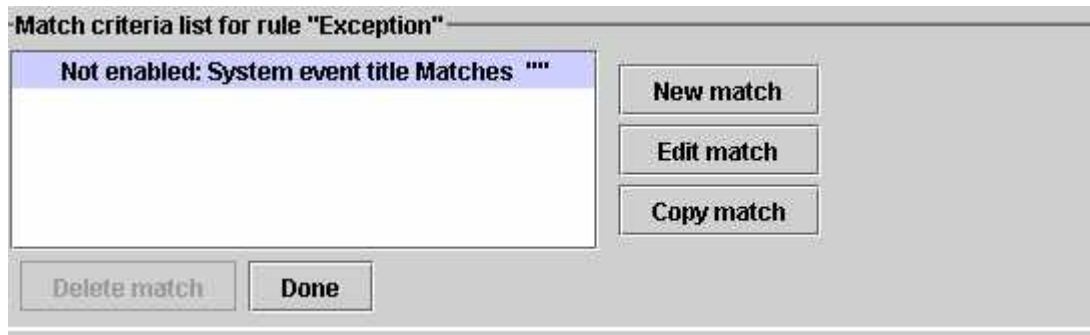 Match criteria list for rule "Exception"
Not enabled: System event title Matches ""
New match
Edit match
Copy match
Delete match
Done